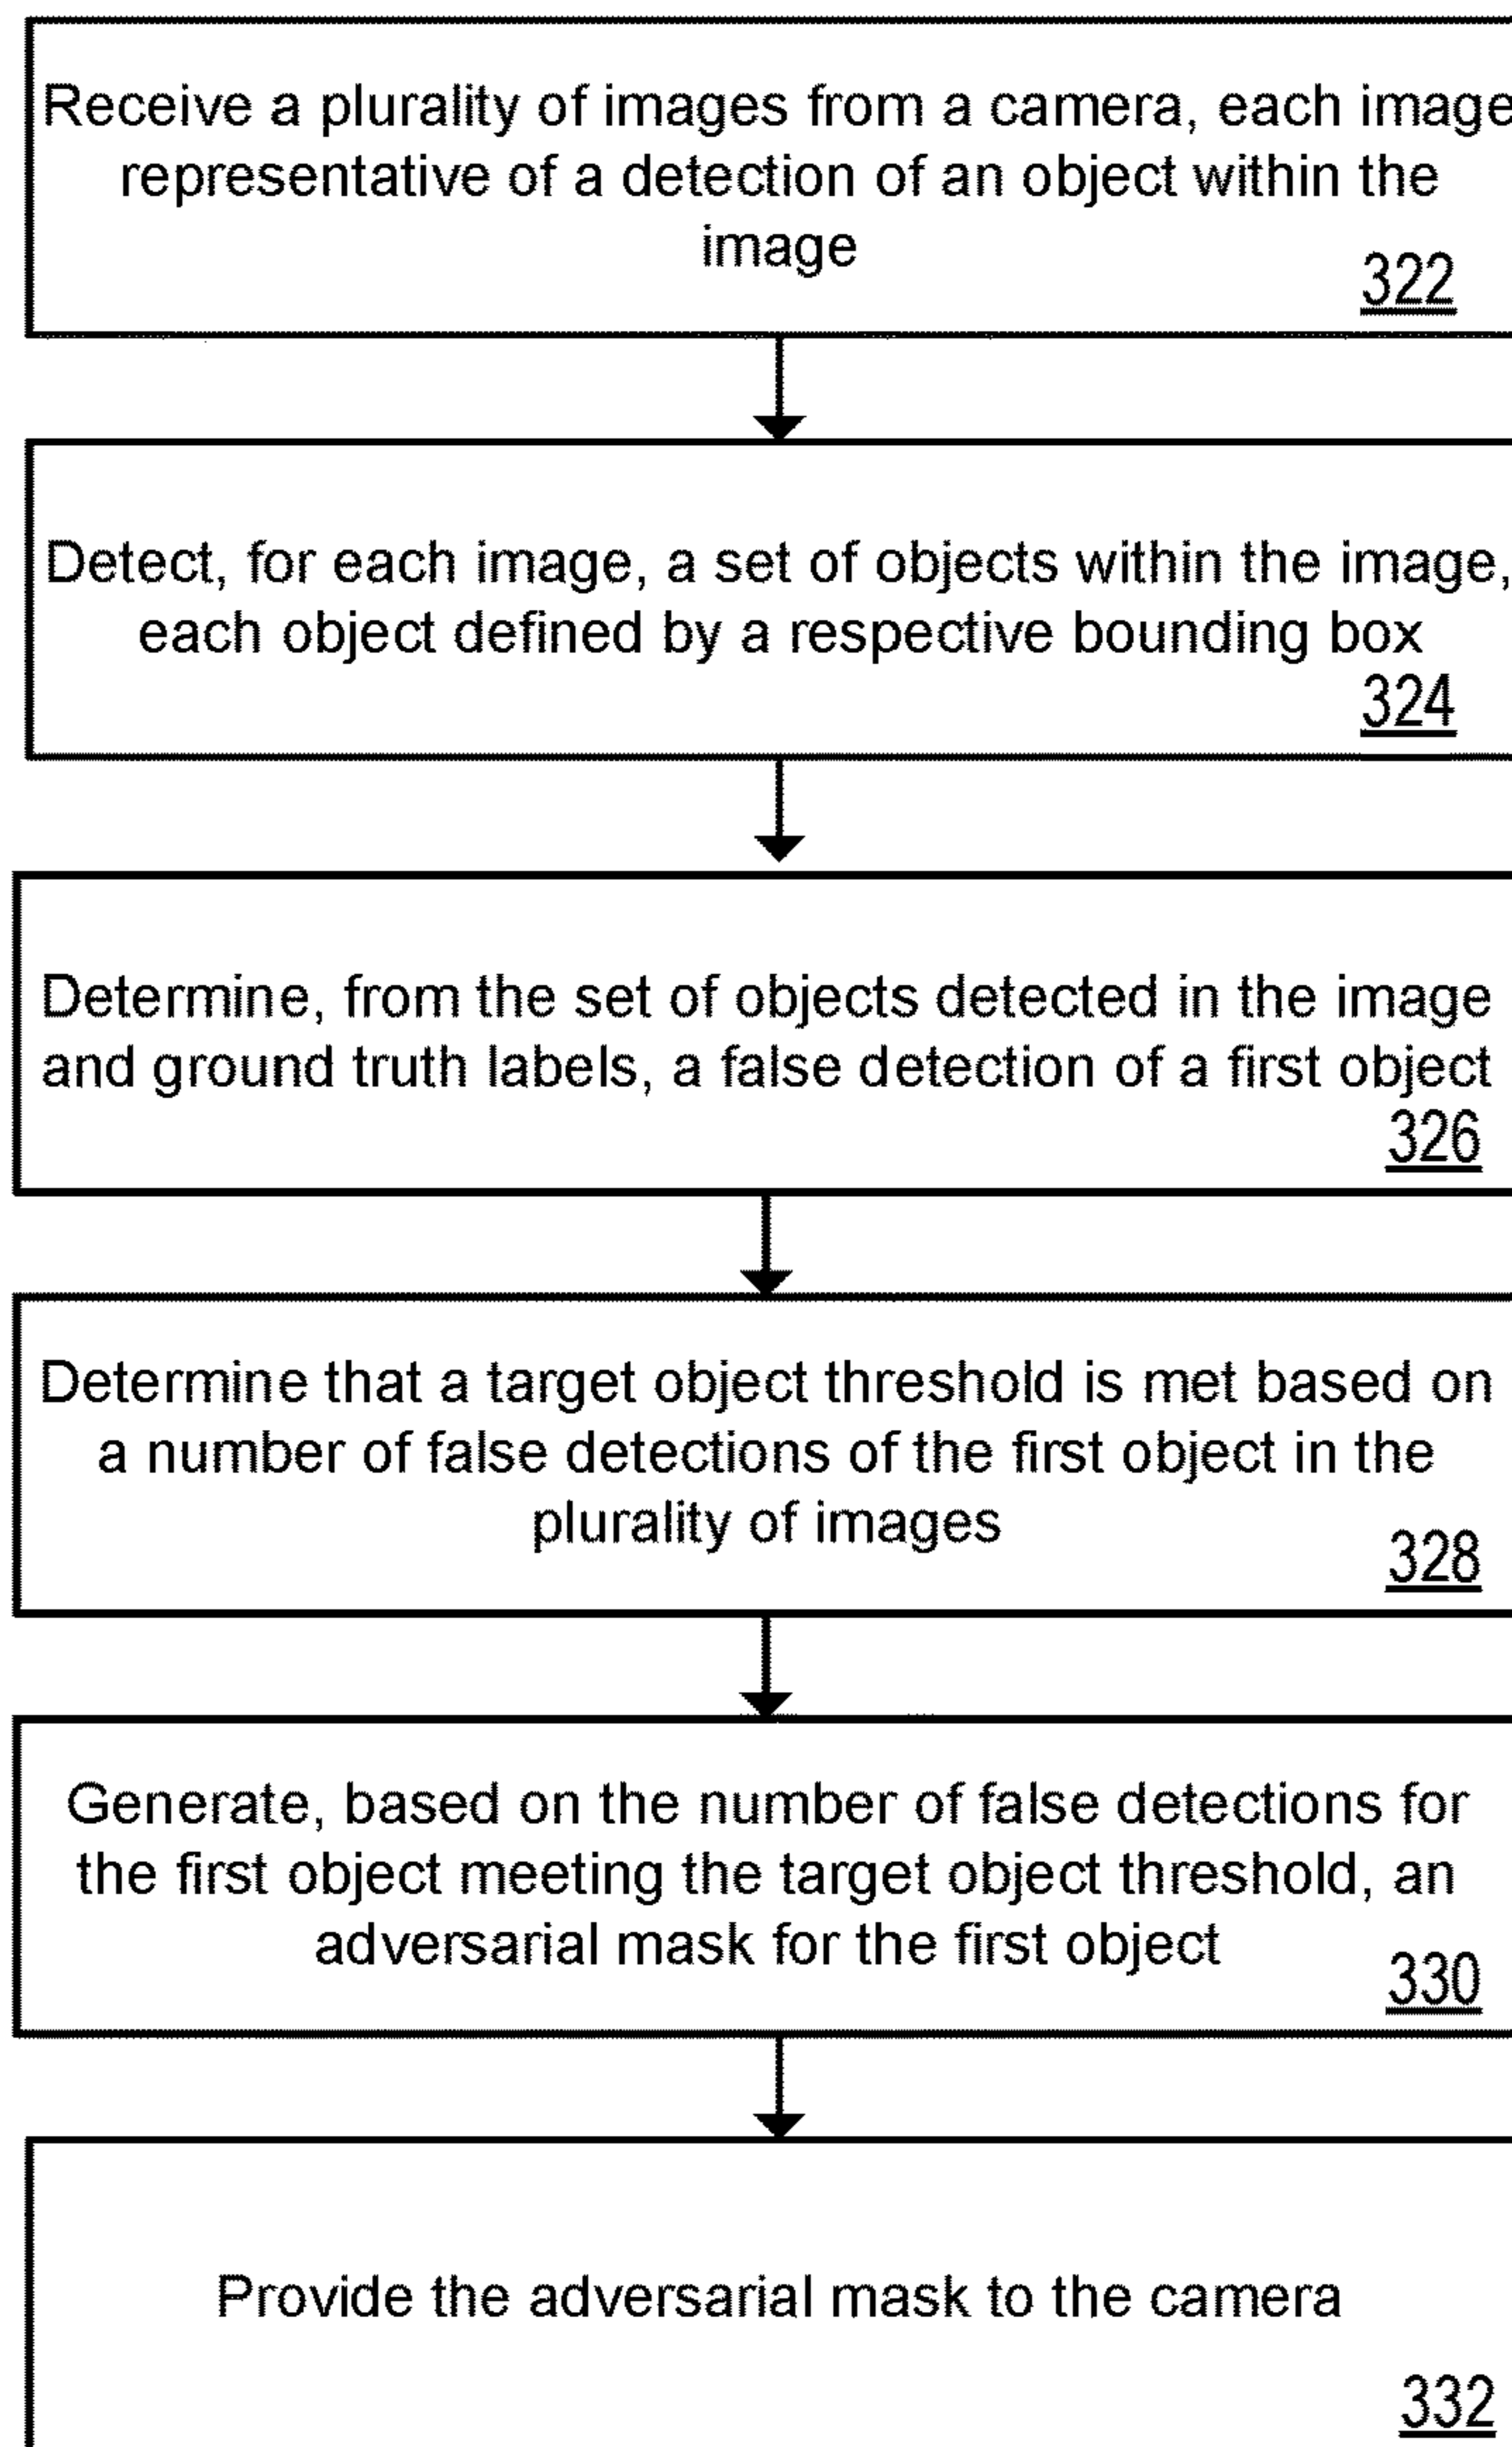 Receive a plurality of images from a camera, each image
representative of a detection of an object within the
image
322
Detect, for each image, a set of objects within the image,
each object defined by a respective bounding box
324
Determine, from the set of objects detected in the image
and ground truth labels, a false detection of a first object
326
Determine that a target object threshold is met based on
a number of false detections of the first object in the
plurality of images
328
Generate, based on the number of false detections for
the first object meeting the target object threshold, an
adversarial mask for the first object
330
Provide the adversarial mask to the camera
332